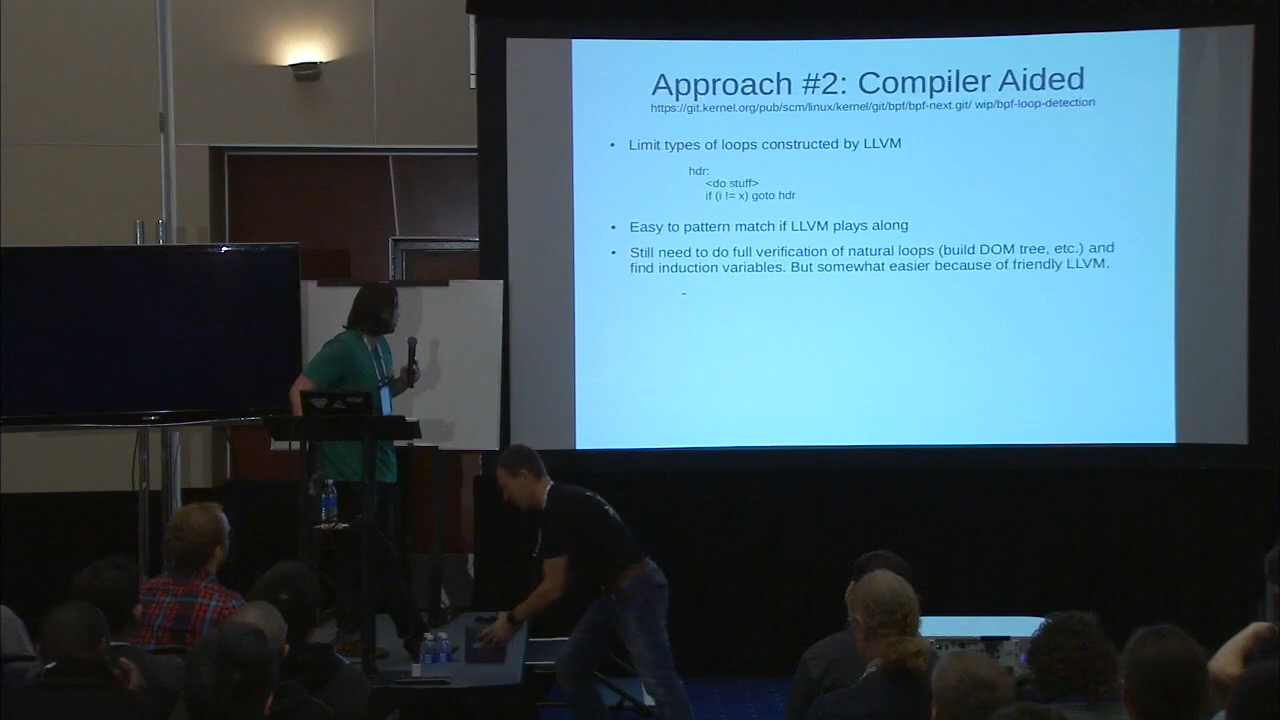 Approach #2: Compiler Aided
https://git.kernel.org/pub/scm/linux/kernel/git/bpf/bpf-next.git/ wip/bpf-loop-detection
• Limit types of loops constructed by LLVM
hdr:
<do stuff>
if (i != x) goto hdr
• Easy to pattern match if LLVM plays along
• Still need to do full verification of natural loops (build DOM tree, etc.) and
find induction variables. But somewhat easier because of friendly LLVM.
–